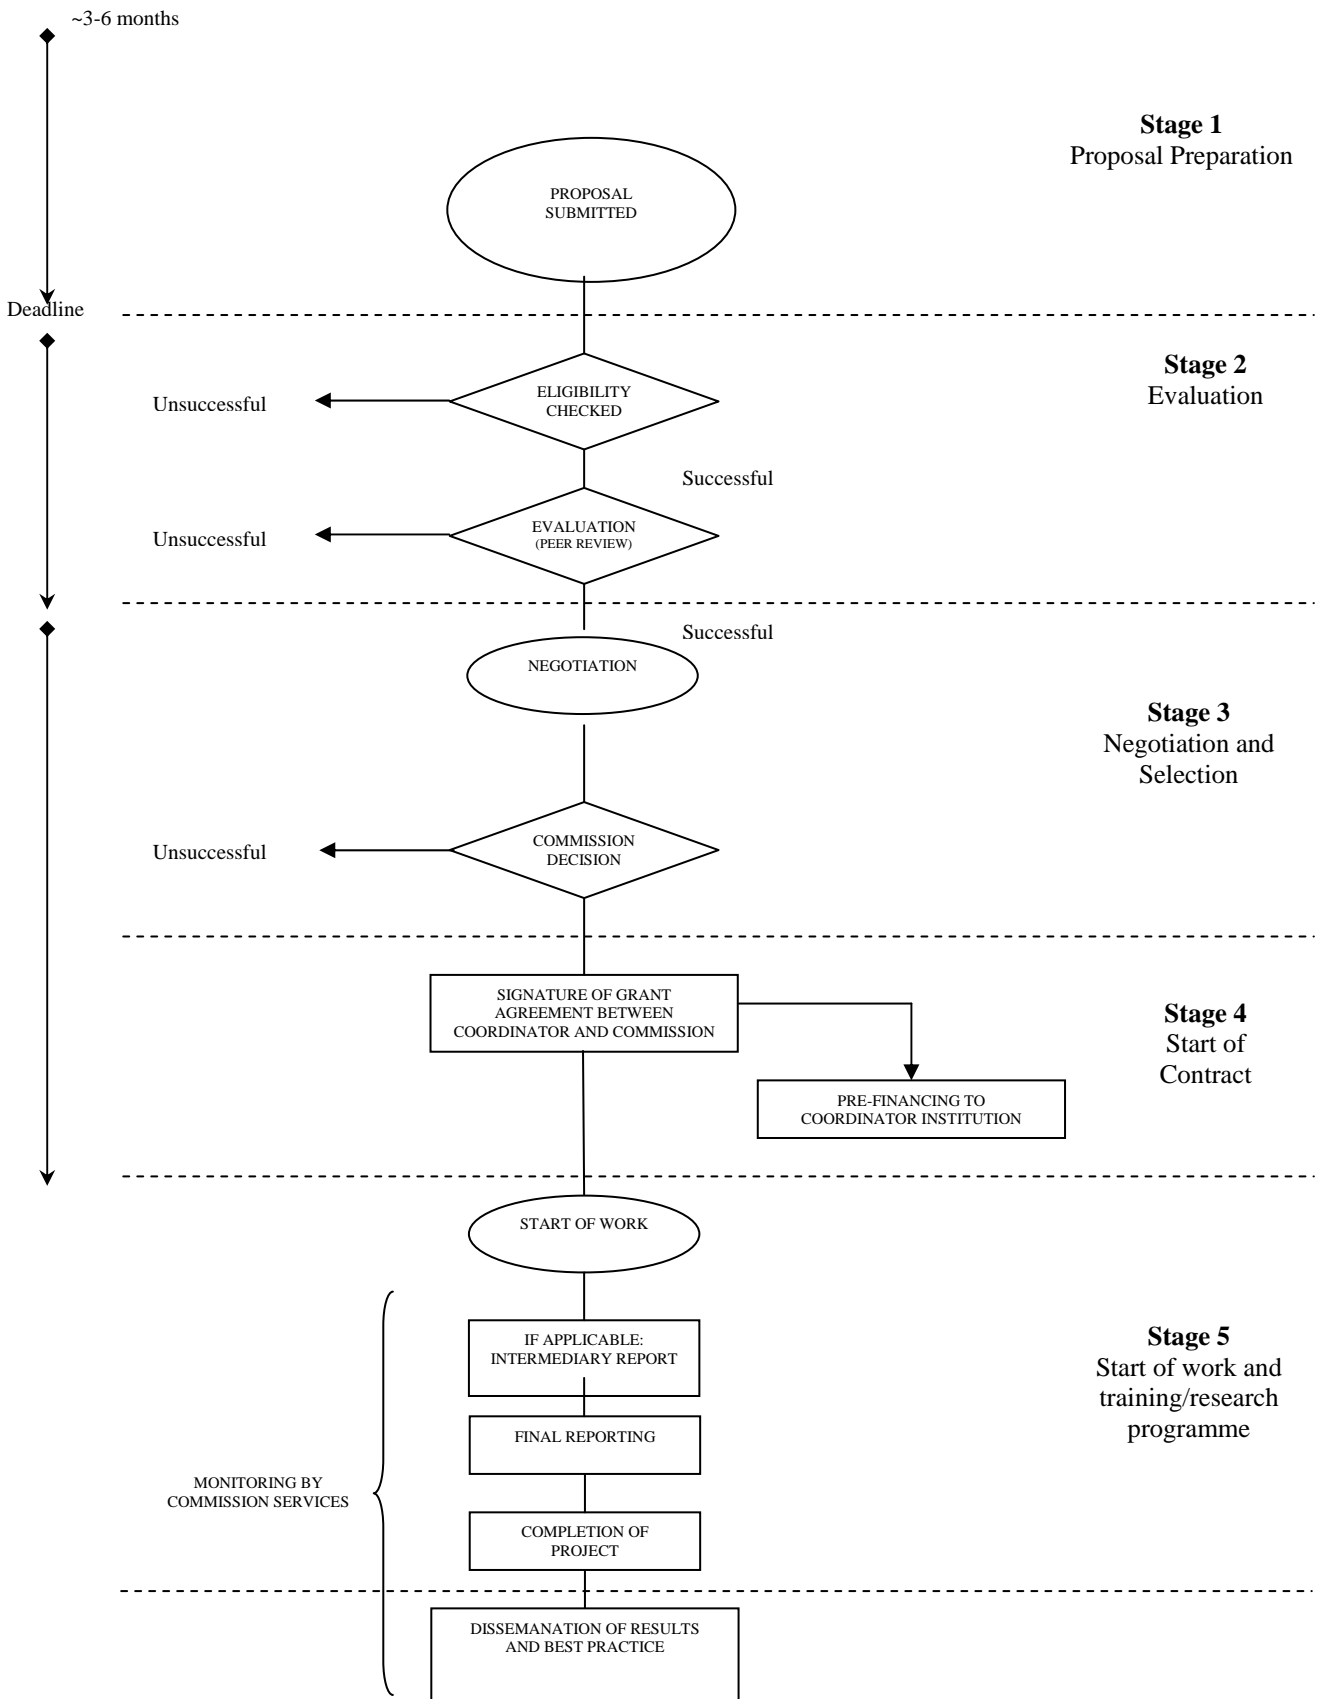 ~3-6 months
Stage 1
Proposal Preparation
PROPOSAL
SUBMITTED
Deadline
Stage 2
Evaluation
ELIGIBILITY
CHECKED
Unsuccessful
Successful
EVALUATION
(PEER REVIEW)
Unsuccessful
Successful
NEGOTIATION
Stage 3
Negotiation and
Selection
COMMISSION
DECISION
Unsuccessful
SIGNATURE OF GRANT
AGREEMENT BETWEEN
COORDINATOR AND COMMISSION
Stage 4
Start of
Contract
PRE-FINANCING TO
COORDINATOR INSTITUTION
START OF WORK
IF APPLICABLE:
INTERMEDIARY REPORT
Stage 5
Start of work and
training/research
programme
FINAL REPORTING
MONITORING BY
COMMISSION SERVICES
COMPLETION OF
PROJECT
DISSEMANATION OF RESULTS
AND BEST PRACTICE